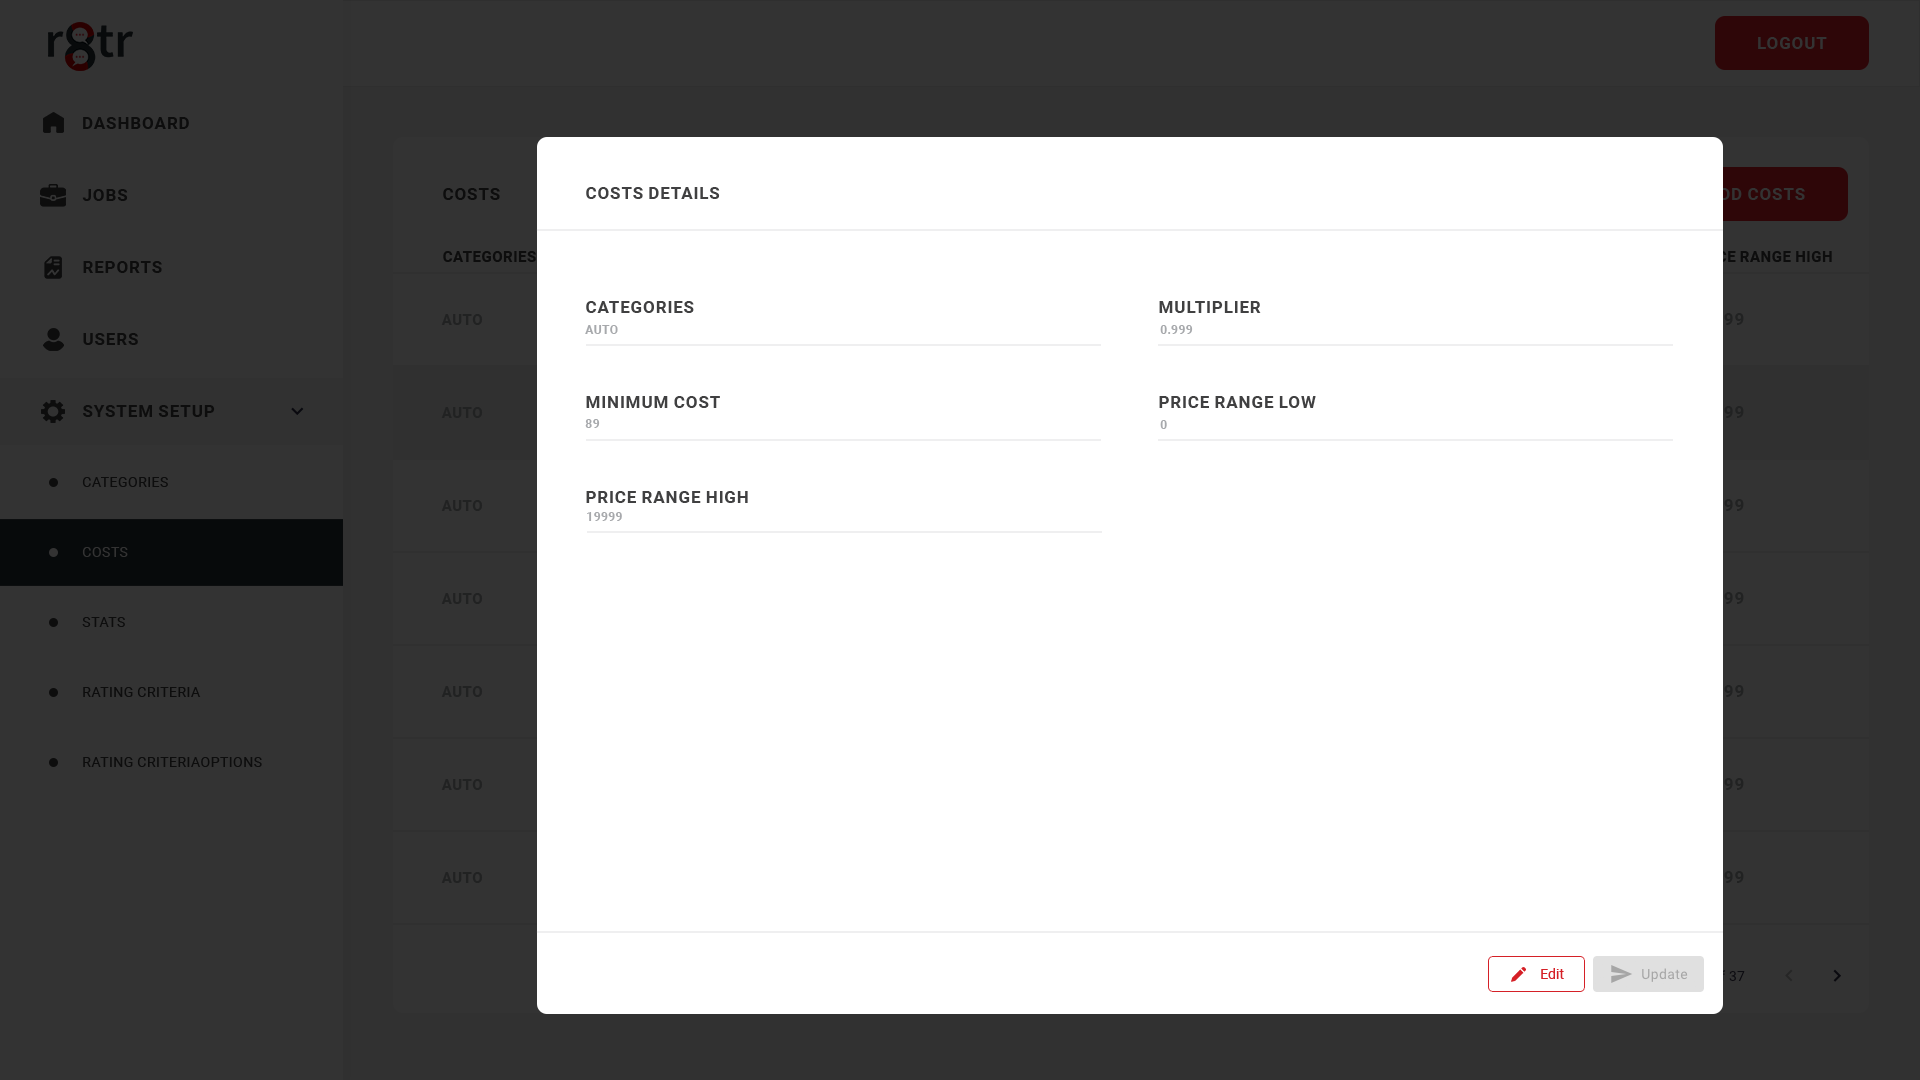 r8tr
LOGOUT
DASHBOARD
JOBS
REPORTS
USERS
SYSTEM SETUP
CATEGORIES
COSTS
STATS
RATING CRITERIA
RATING CRITERIAOPTIONS
COSTS
COSTS
CATEGORIES
RANGE HIGH
AUTO
99
AUTO
99
AUTO
99
AUTO
99
AUTO
99
AUTO
99
AUTO
99
37
COSTS DETAILS
CATEGORIES
AUTO
MULTIPLIER
0.999
MINIMUM COST
89
PRICE RANGE LOW
0
PRICE RANGE HIGH
19999
Edit
Update